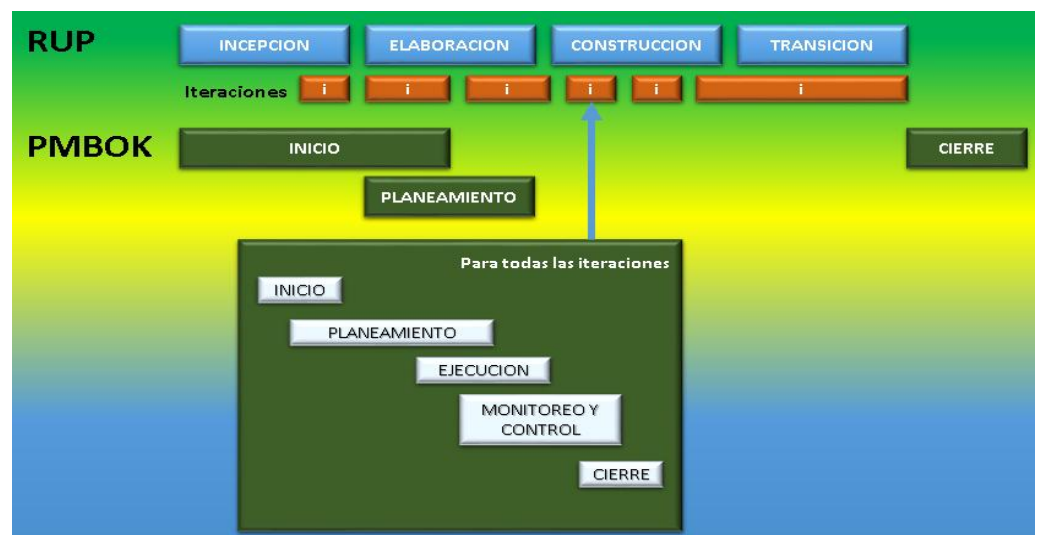 RUP
INCEPCION
ELABORACION
CONSTRUCCION
TRANSICION
Iteraciones
i
i
i
i
i
i
PMBOK
INICIO
CIERRE
PLANEAMIENTO
Para todas las iteraciones
INICIO
PLANEAMIENTO
EJECUCION
MONITOREO Y
CONTROL
CIERRE